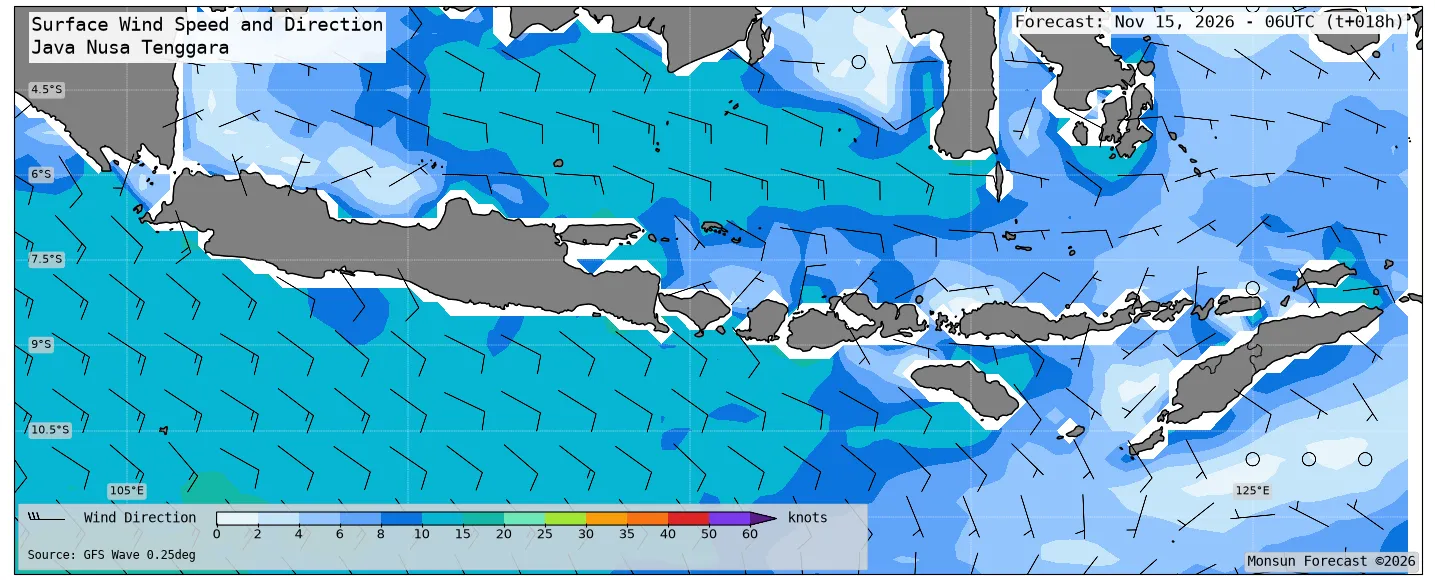 Surface Wind Speed and Direction
Java Nusa Tenggara
Forecast: Nov 15, 2026 - 06UTC (t+018h)
4.5°S
6°S
7.5°S
9°S
10.5°S
105°E
125°E
Wind Direction
0 2 4 6 8 10 15 20 25 30 35 40 50 60
knots
Source: GFS Wave 0.25deg
Monsun Forecast ©2026